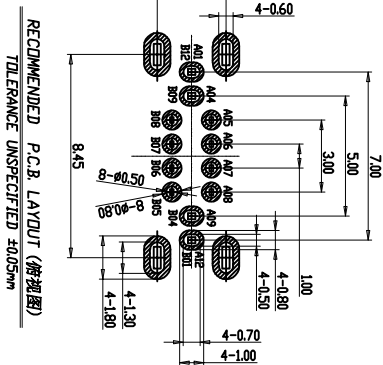 4-0.60
B12 A01
B09 A04
B08 A05
B07 A06
B06 A07
B05 A08
B04 A09
B01 A12
7.00
5.00
3.00
1.00
8.45
8-ø0.50
8-ø0.80
4-0.80
4-0.50
4-1.30
4-1.80
4-0.70
4-1.00
RECOMMENDED P.C.B. LAYOUT (俯视图)
TOLERANCE UNSPECIFIED ±0.05mm